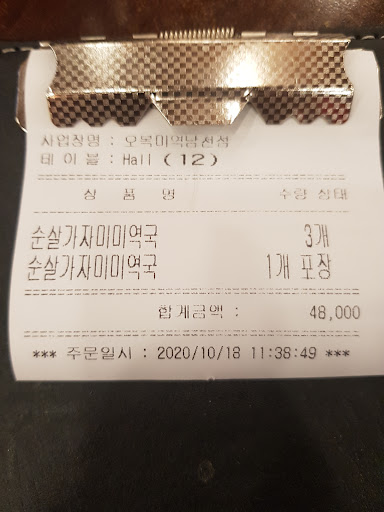 사업장명 : 오복미역남천점
테 이 블 : Hall (12)
상 품 명 수량 상태
순살가자미미역국 3개
순살가자미미역국 1개 포장
합계금액 : 48,000
*** 주문일시 : 2020/10/18 11:38:49 ***